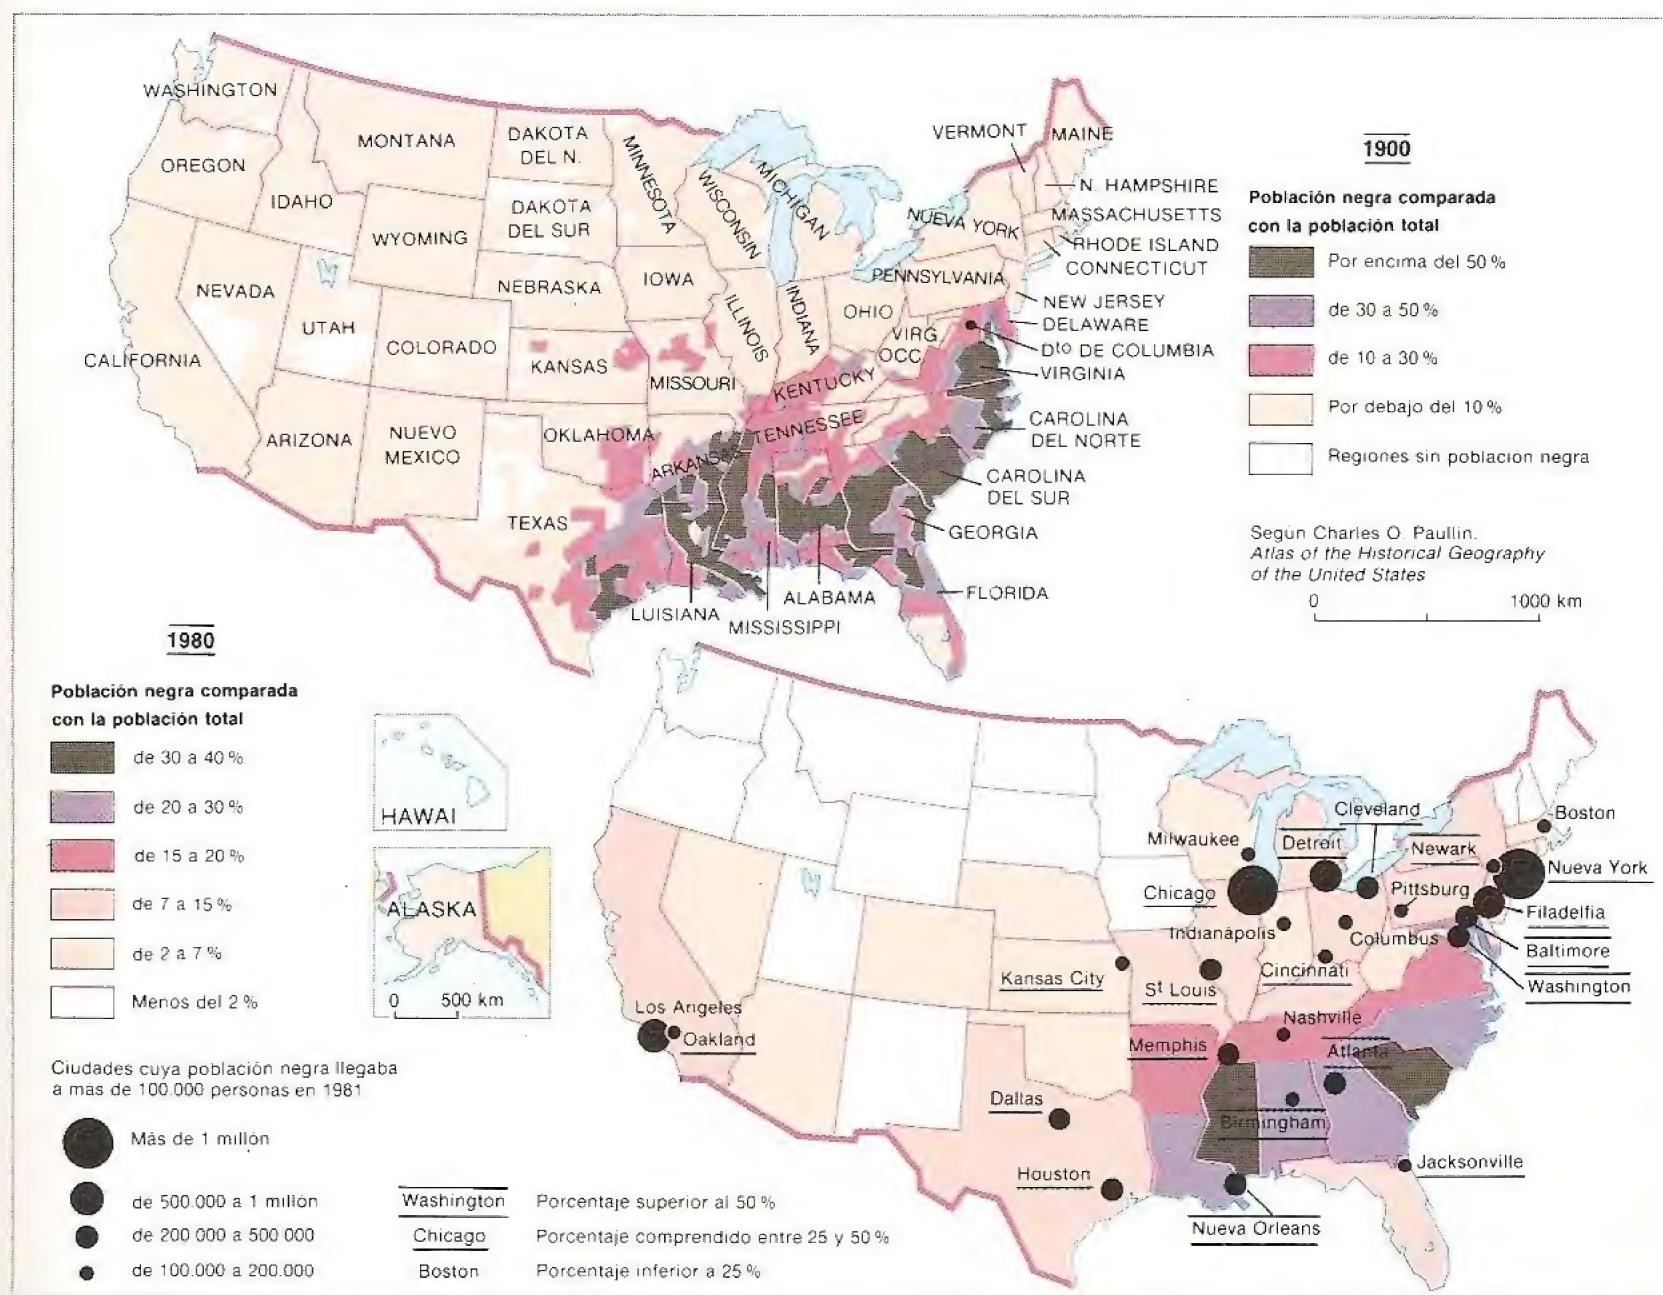 WASHINGTON
OREGON
CALIFORNIA
IDAHO
NEVADA
MONTANA
WYOMING
UTAH
ARIZONA
COLORADO
NUEVO
MEXICO
DAKOTA
DEL N.
DAKOTA
DEL SUR
NEBRASKA
KANSAS
OKLAHOMA
TEXAS
MINNESOTA
IOWA
MISSOURI
ARKANSAS
LUISIANA
WISCONSIN
ILLINOIS
MICHIGAN
INDIANA
OHIO
KENTUCKY
TENNESSEE
MISSISSIPPI
ALABAMA
VIRG
OCC.
PENNSYLVANIA
NUEVA YORK
VERMONT
MAINE
N. HAMPSHIRE
MASSACHUSETTS
RHODE ISLAND
CONNECTICUT
NEW JERSEY
DELAWARE
Dto DE COLUMBIA
VIRGINIA
CAROLINA
DEL NORTE
CAROLINA
DEL SUR
GEORGIA
FLORIDA
1900
Población negra comparada
con la población total
Por encima del 50 %
de 30 a 50 %
de 10 a 30 %
Por debajo del 10 %
Regiones sin población negra
Según Charles O. Paullin.
Atlas of the Historical Geography
of the United States
0 1000 km
1980
Población negra comparada
con la población total
de 30 a 40 %
de 20 a 30 %
de 15 a 20 %
de 7 a 15 %
de 2 a 7 %
Menos del 2 %
HAWAI
ALASKA
0 500 km
Ciudades cuya población negra llegaba
a mas de 100.000 personas en 1981
Más de 1 millón
de 500.000 a 1 millón
de 200 000 a 500 000
de 100.000 a 200.000
Washington Porcentaje superior al 50 %
Chicago Porcentaje comprendido entre 25 y 50 %
Boston Porcentaje inferior a 25 %
Los Angeles
Oakland
Milwaukee
Chicago
Detroit
Cleveland
Newark
Boston
Nueva York
Pittsburg
Filadelfia
Indianápolis
Columbus
Baltimore
Washington
Kansas City
St Louis
Cincinnati
Nashville
Memphis
Atlanta
Dallas
Birmingham
Houston
Jacksonville
Nueva Orleans